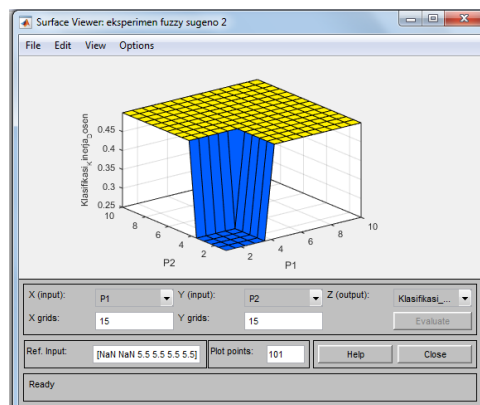 Surface Viewer: eksperimen fuzzy sugeno 2
File Edit View Options
Klasifikasi_Kinerja_Dosen
0.45
0.4
0.35
0.3
0.25
10
8
6
4
2
P2
2
4
6
8
10
P1
X (input): P1 Y (input): P2 Z (output): Klasifikasi_...
X grids: 15 Y grids: 15 Evaluate
Ref. Input: [NaN NaN 5.5 5.5 5.5 5.5] Plot points: 101 Help Close
Ready